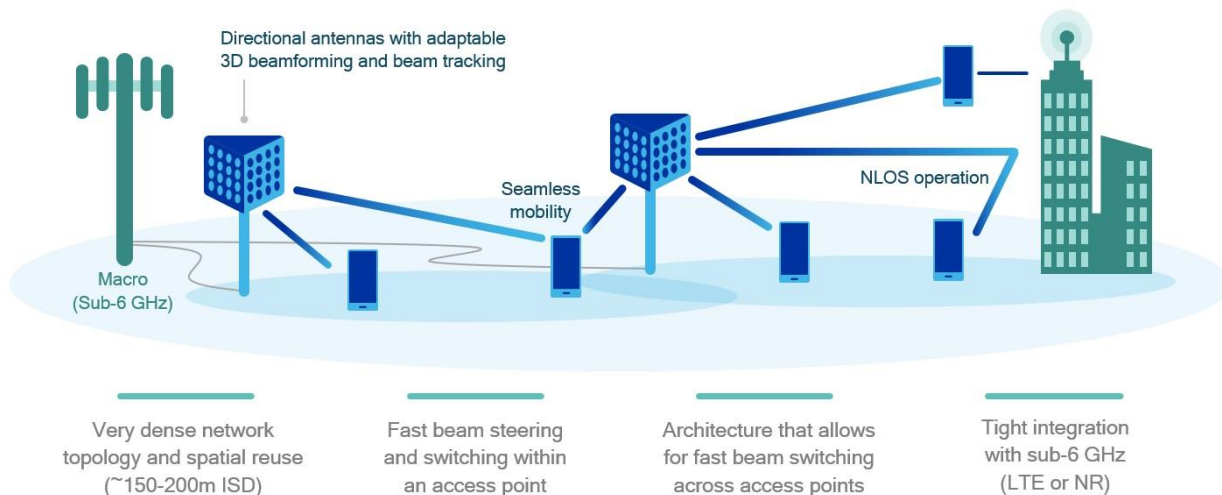 Directional antennas with adaptable
3D beamforming and beam tracking
Seamless
mobility
NLOS operation
Macro
(Sub-6 GHz)
Very dense network
topology and spatial reuse
(~150-200m ISD)
Fast beam steering
and switching within
an access point
Architecture that allows
for fast beam switching
across access points
Tight integration
with sub-6 GHz
(LTE or NR)